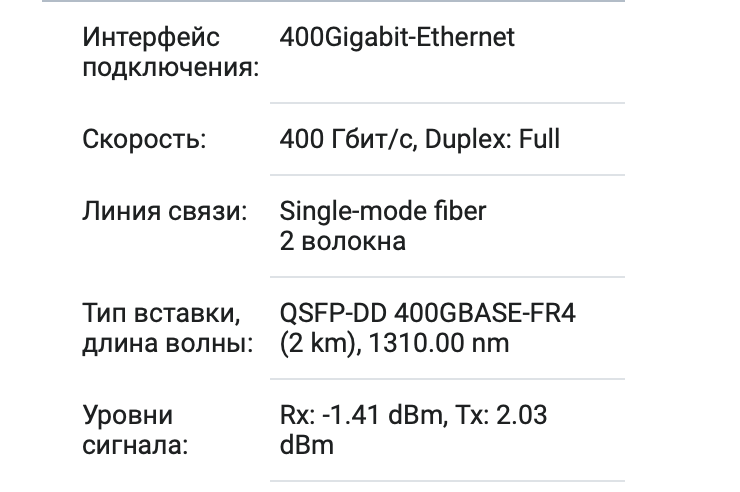 Интерфейс подключения: 400Gigabit-Ethernet
Скорость: 400 Гбит/с, Duplex: Full
Линия связи: Single-mode fiber
2 волокна
Тип вставки, длина волны: QSFP-DD 400GBASE-FR4
(2 km), 1310.00 nm
Уровни сигнала: Rx: -1.41 dBm, Tx: 2.03
dBm